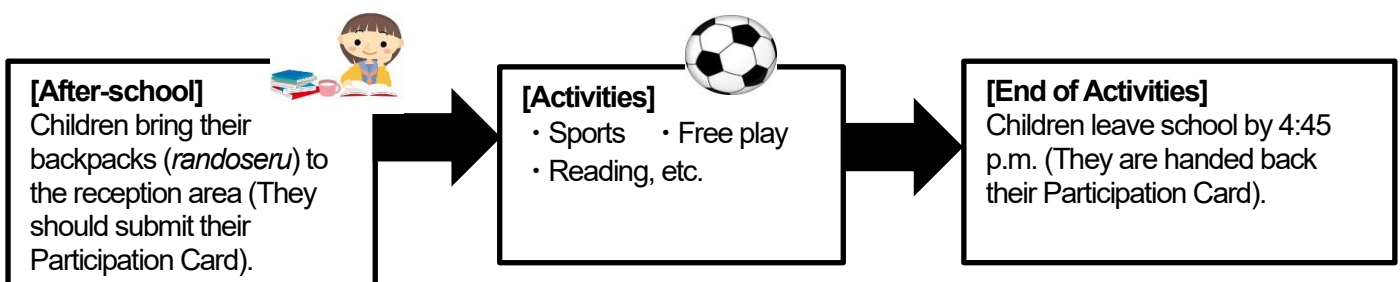 [After-school]
Children bring their
backpacks (randoseru) to
the reception area (They
should submit their
Participation Card).
[Activities]
・Sports ・Free play
・Reading, etc.
[End of Activities]
Children leave school by 4:45
p.m. (They are handed back
their Participation Card).